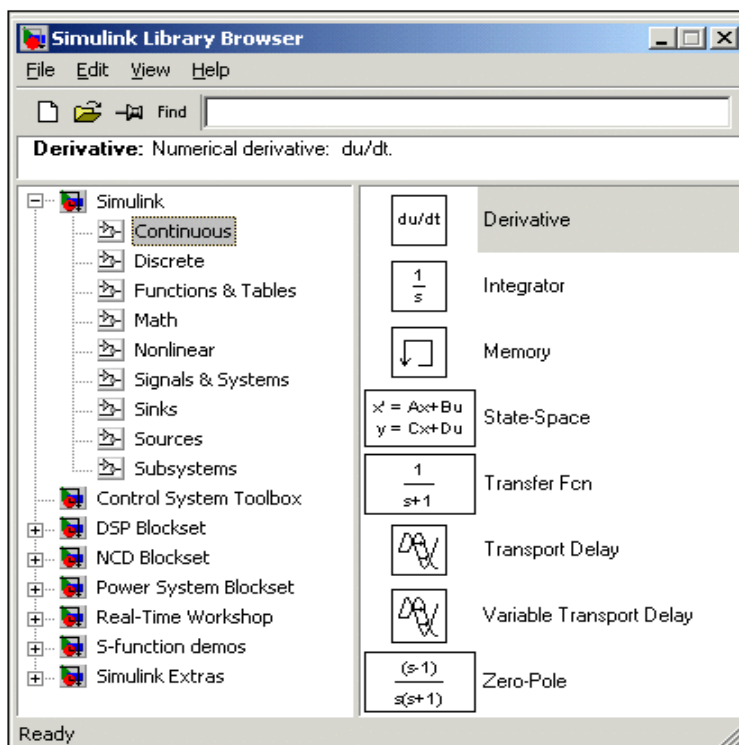 Simulink Library Browser
File Edit View Help
Find
Derivative: Numerical derivative: du/dt.
Simulink
Continuous
Discrete
Functions & Tables
Math
Nonlinear
Signals & Systems
Sinks
Sources
Subsystems
Control System Toolbox
DSP Blockset
NCD Blockset
Power System Blockset
Real-Time Workshop
S-function demos
Simulink Extras
du/dt Derivative
1
s
Integrator
Memory
x' = Ax+Bu
y = Cx+Du
State-Space
1
s+1
Transfer Fcn
Transport Delay
Variable Transport Delay
(s-1)
s(s+1)
Zero-Pole
Ready